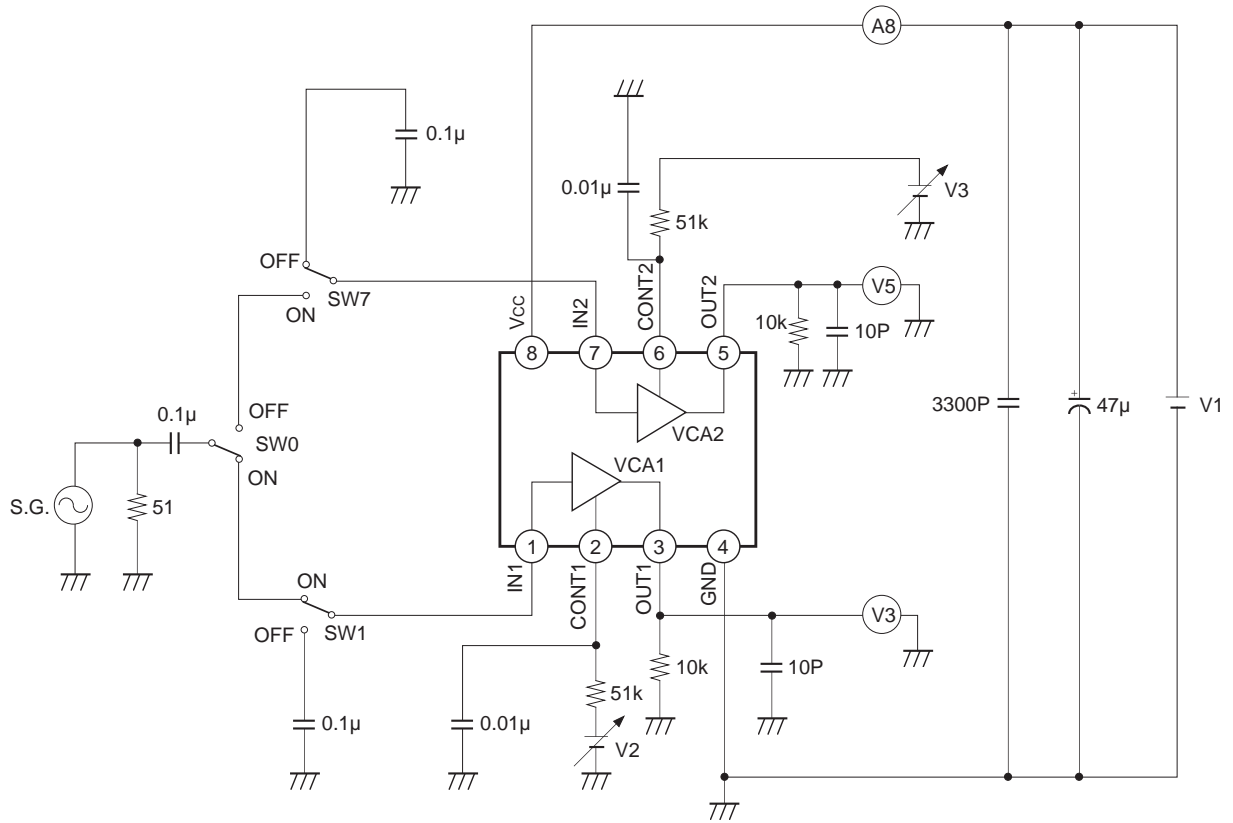 A8
0.1µ
0.01µ
V3
51k
OFF
SW7
ON
VCC
IN2
CONT2
OUT2
V5
10k
10P
8
7
6
5
3300P
47µ
V1
VCA2
0.1µ
OFF
SW0
ON
VCA1
S.G.
51
1
2
3
4
IN1
CONT1
OUT1
GND
ON
SW1
OFF
V3
10k
10P
51k
0.1µ
0.01µ
V2